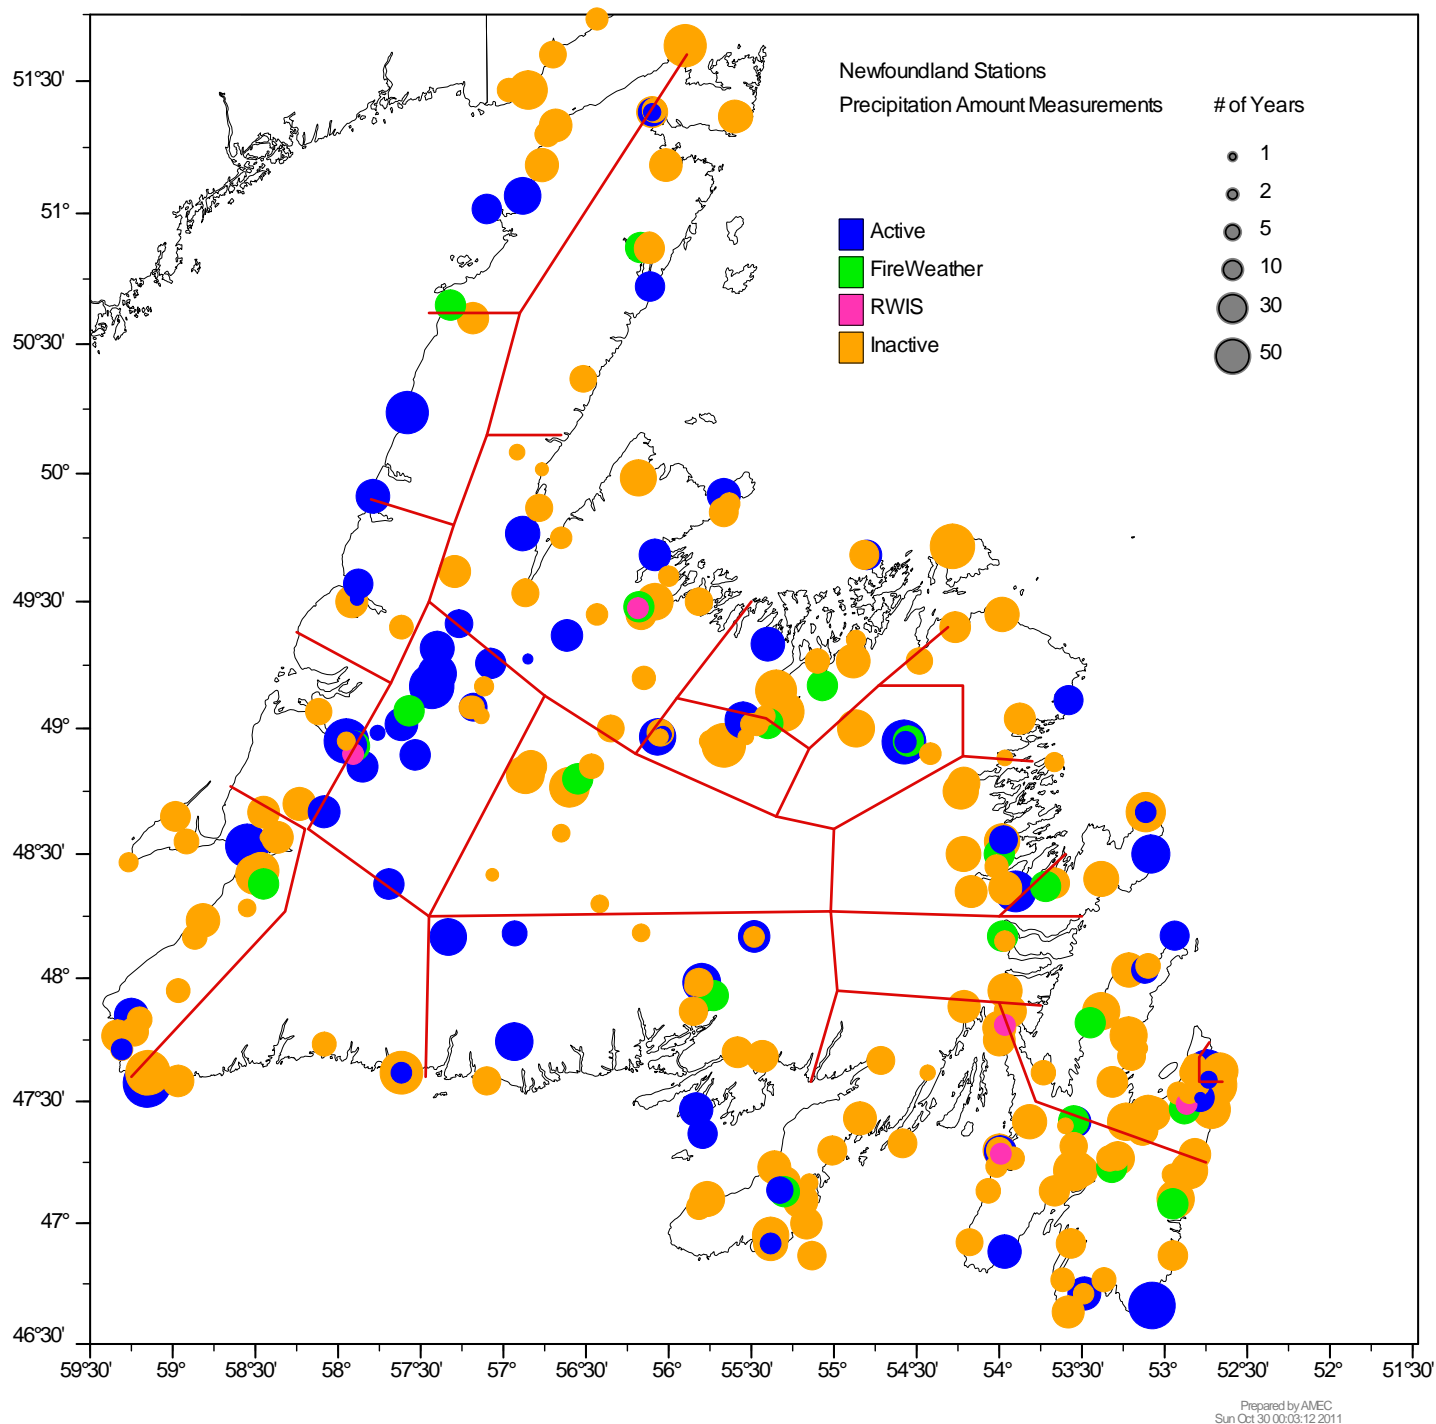 Newfoundland Stations
Precipitation Amount Measurements
# of Years
1
2
5
10
30
50
Active
FireWeather
RWIS
Inactive
51°30'
51°
50°30'
50°
49°30'
49°
48°30'
48°
47°30'
47°
46°30'
59°30' 59° 58°30' 58° 57°30' 57° 56°30' 56° 55°30' 55° 54°30' 54° 53°30' 53° 52°30' 52° 51°30'
Prepared by AMEC
Sun Oct 30 00:03:12 2011